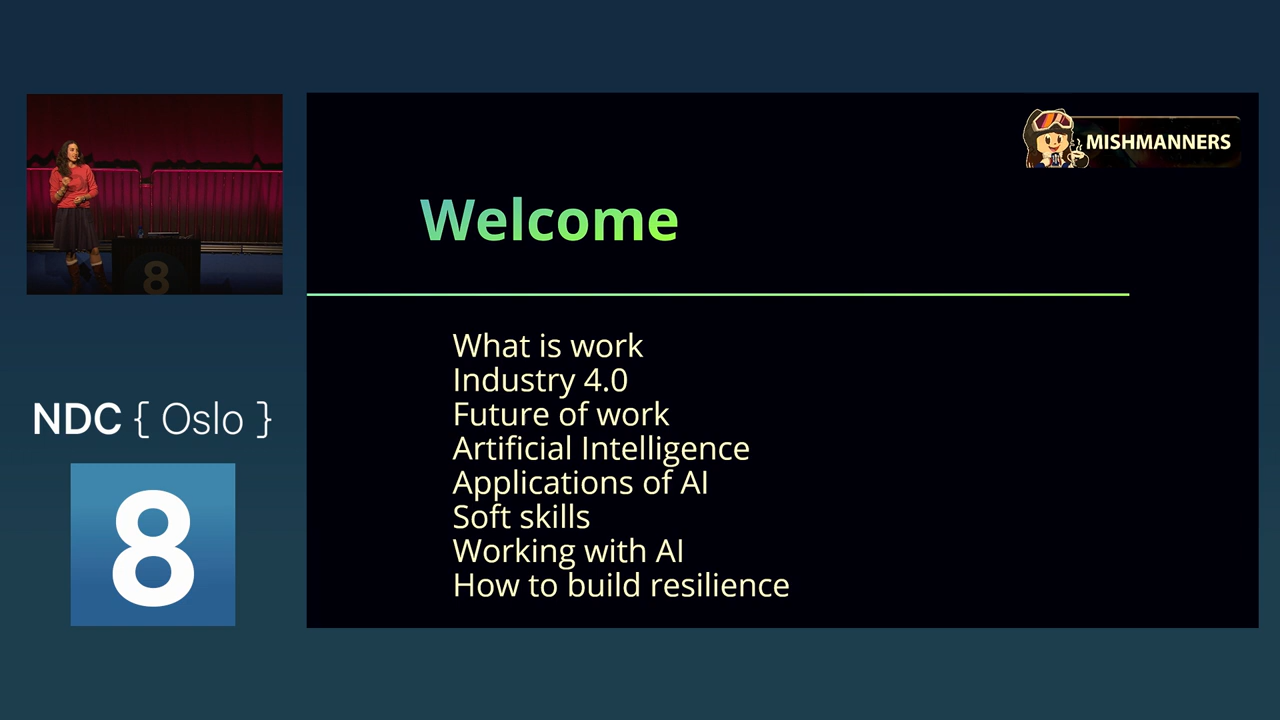 MISHMANNERS
Welcome
What is work
Industry 4.0
Future of work
Artificial Intelligence
Applications of AI
Soft skills
Working with AI
How to build resilience
8
NDC { Oslo }
8